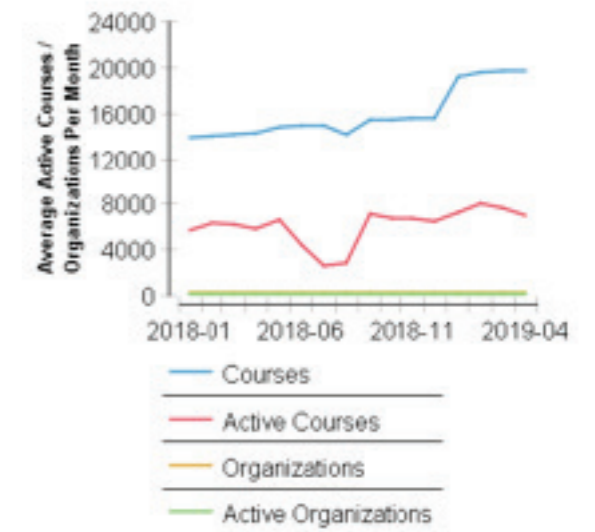 Average Active Courses /
Organizations Per Month
24000
20000
16000
12000
8000
4000
0
2018-01 2018-06 2018-11 2019-04
Courses
Active Courses
Organizations
Active Organizations